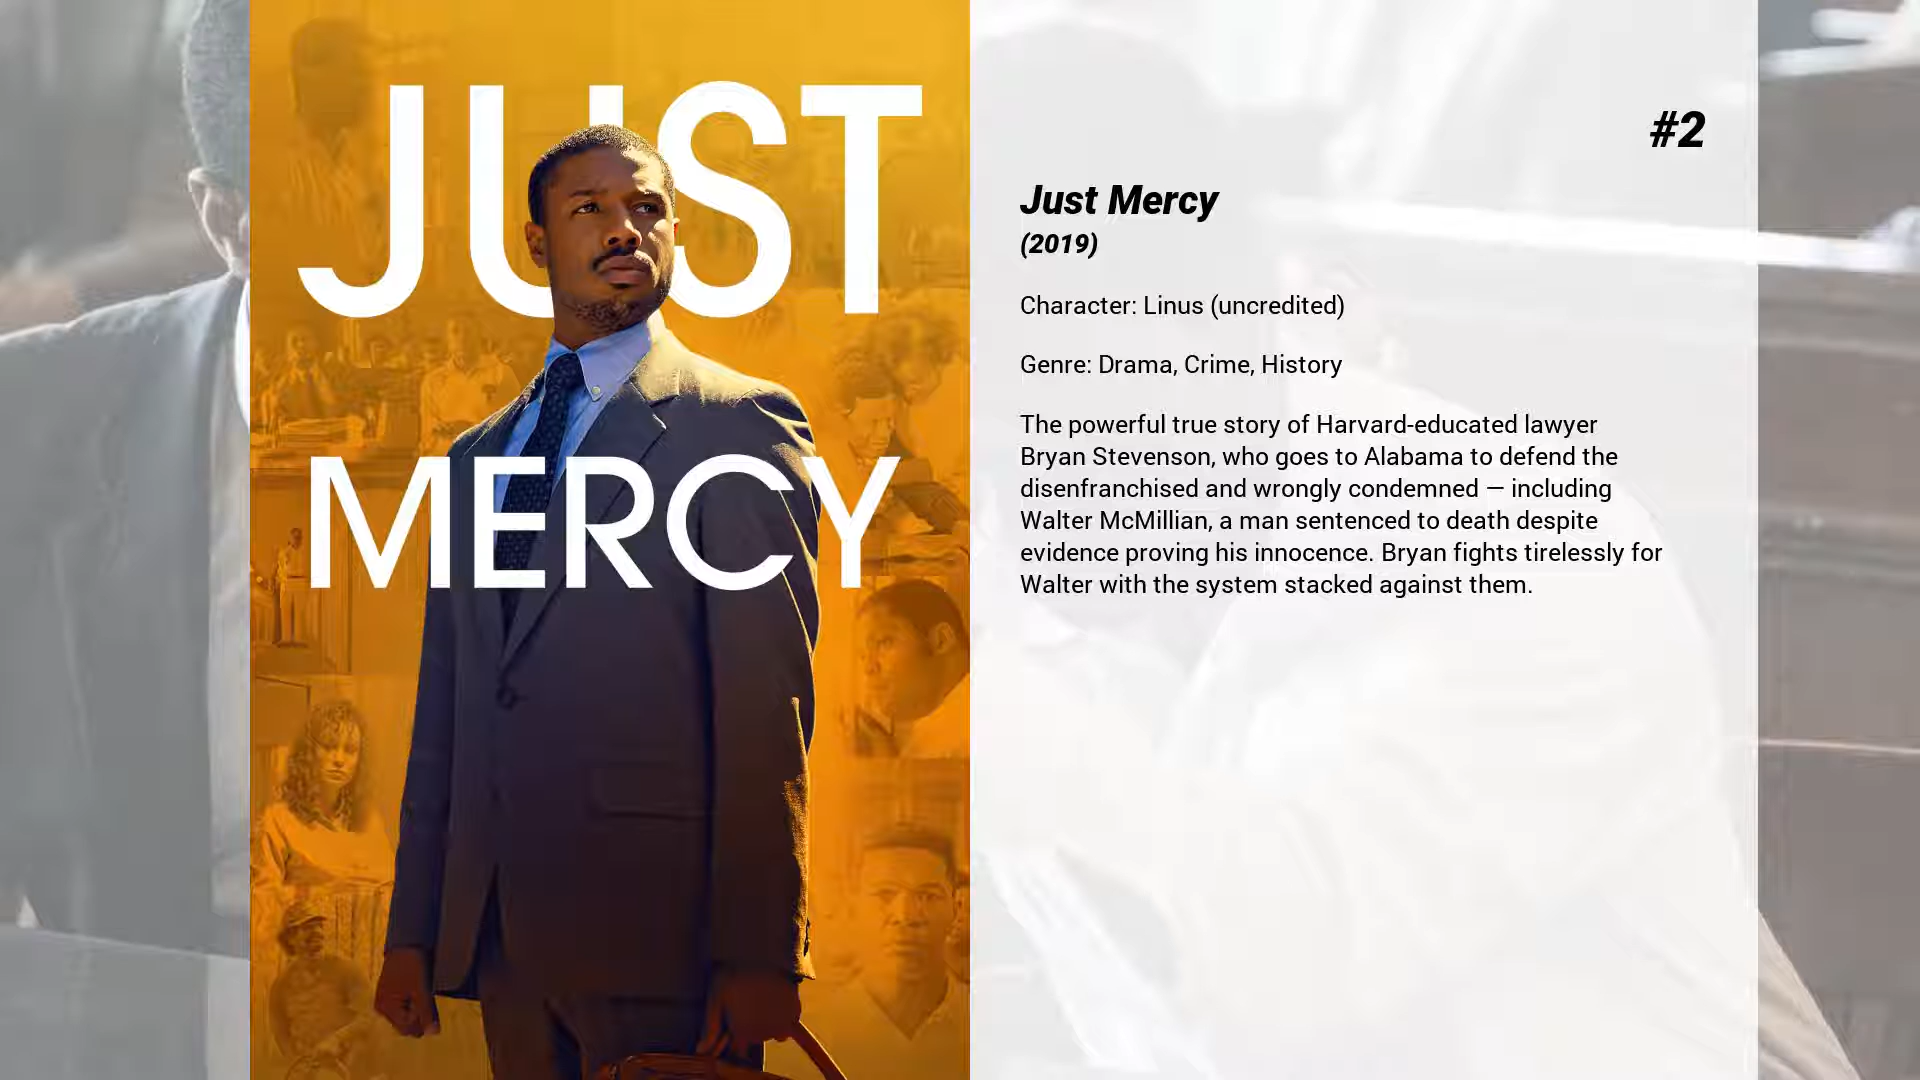 JUST
MERCY
#2
Just Mercy
(2019)
Character: Linus (uncredited)
Genre: Drama, Crime, History
The powerful true story of Harvard-educated lawyer
Bryan Stevenson, who goes to Alabama to defend the
disenfranchised and wrongly condemned — including
Walter McMillian, a man sentenced to death despite
evidence proving his innocence. Bryan fights tirelessly for
Walter with the system stacked against them.